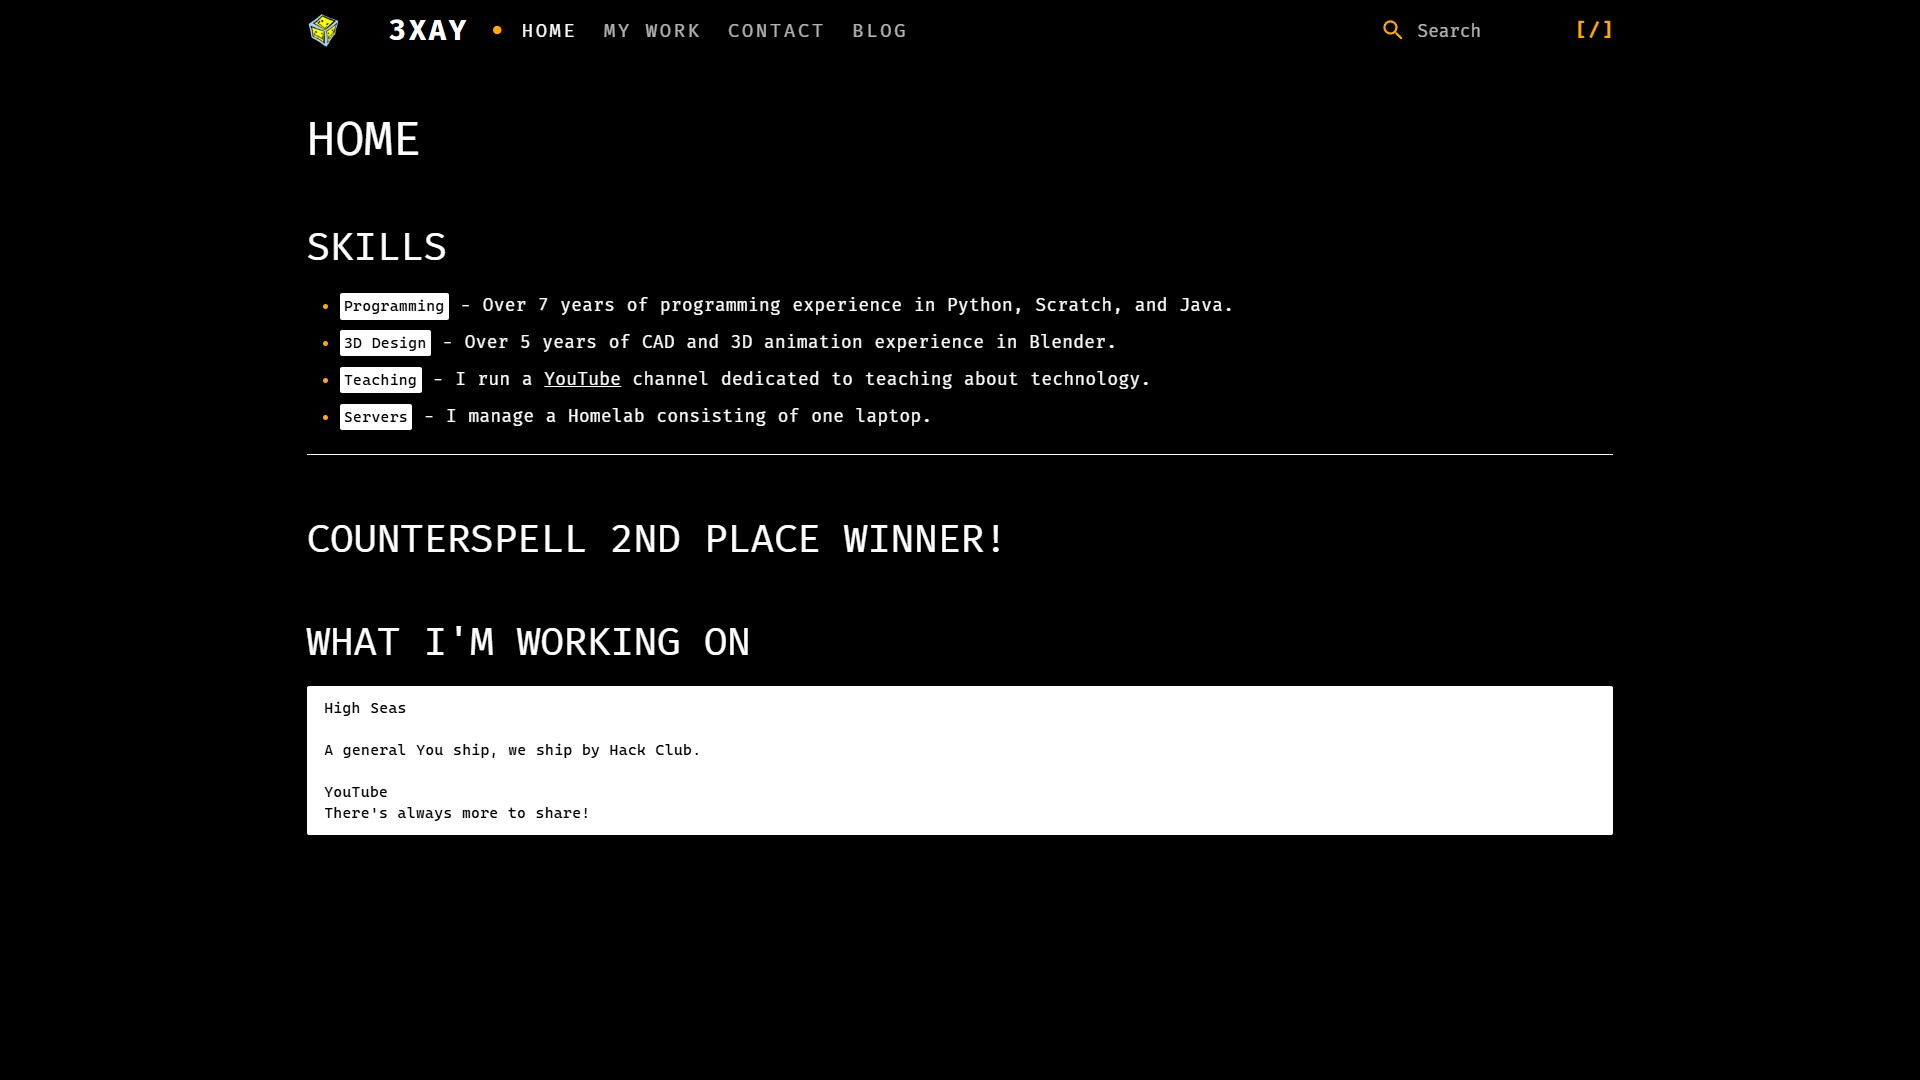 3XAY
HOME
MY WORK
CONTACT
BLOG
Search
[/]
HOME
SKILLS
Programming - Over 7 years of programming experience in Python, Scratch, and Java.
3D Design - Over 5 years of CAD and 3D animation experience in Blender.
Teaching - I run a YouTube channel dedicated to teaching about technology.
Servers - I manage a Homelab consisting of one laptop.
COUNTERSPELL 2ND PLACE WINNER!
WHAT I'M WORKING ON
High Seas
A general You ship, we ship by Hack Club.
YouTube
There's always more to share!